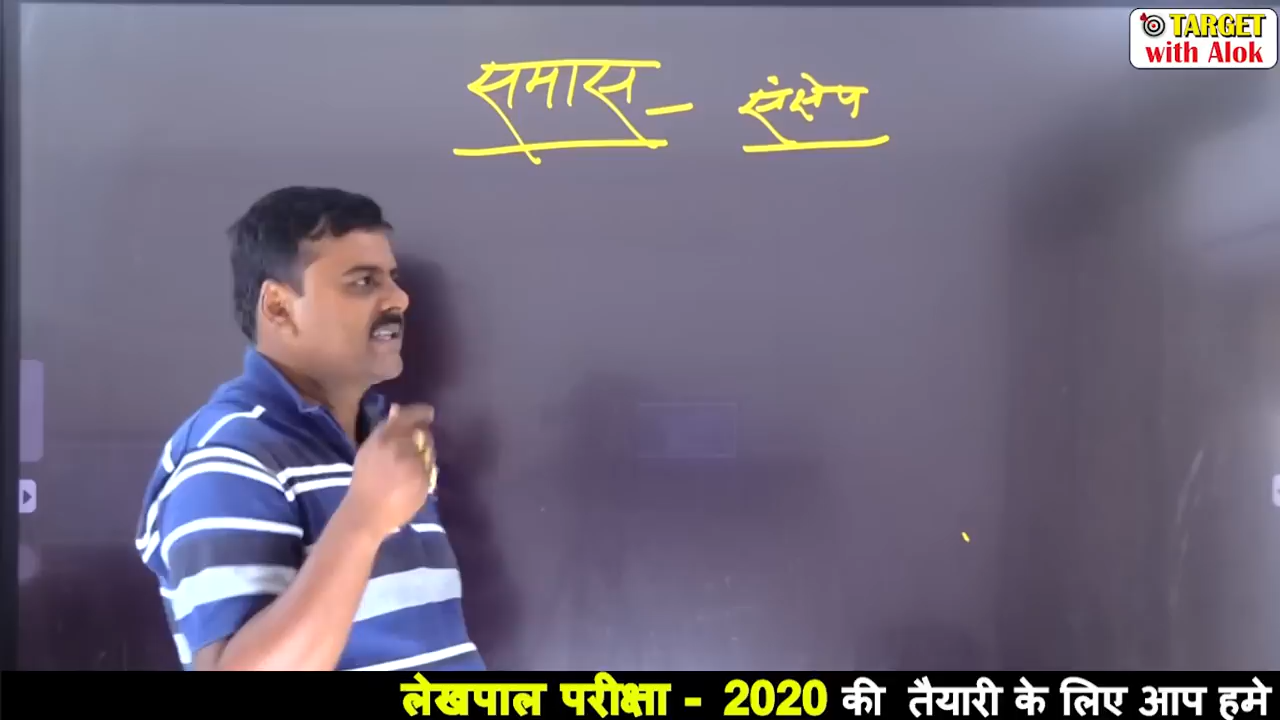 TARGET
with Alok
समास - संक्षेप
लेखपाल परीक्षा - 2020 की तैयारी के लिए आप हमे